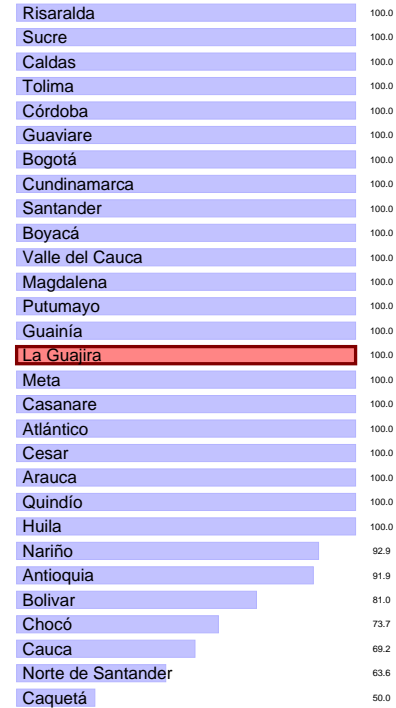 Risaralda 100.0
Sucre 100.0
Caldas 100.0
Tolima 100.0
Córdoba 100.0
Guaviare 100.0
Bogotá 100.0
Cundinamarca 100.0
Santander 100.0
Boyacá 100.0
Valle del Cauca 100.0
Magdalena 100.0
Putumayo 100.0
Guainía 100.0
La Guajira 100.0
Meta 100.0
Casanare 100.0
Atlántico 100.0
Cesar 100.0
Arauca 100.0
Quindío 100.0
Huila 100.0
Nariño 92.9
Antioquia 91.9
Bolivar 81.0
Chocó 73.7
Cauca 69.2
Norte de Santander 63.6
Caquetá 50.0